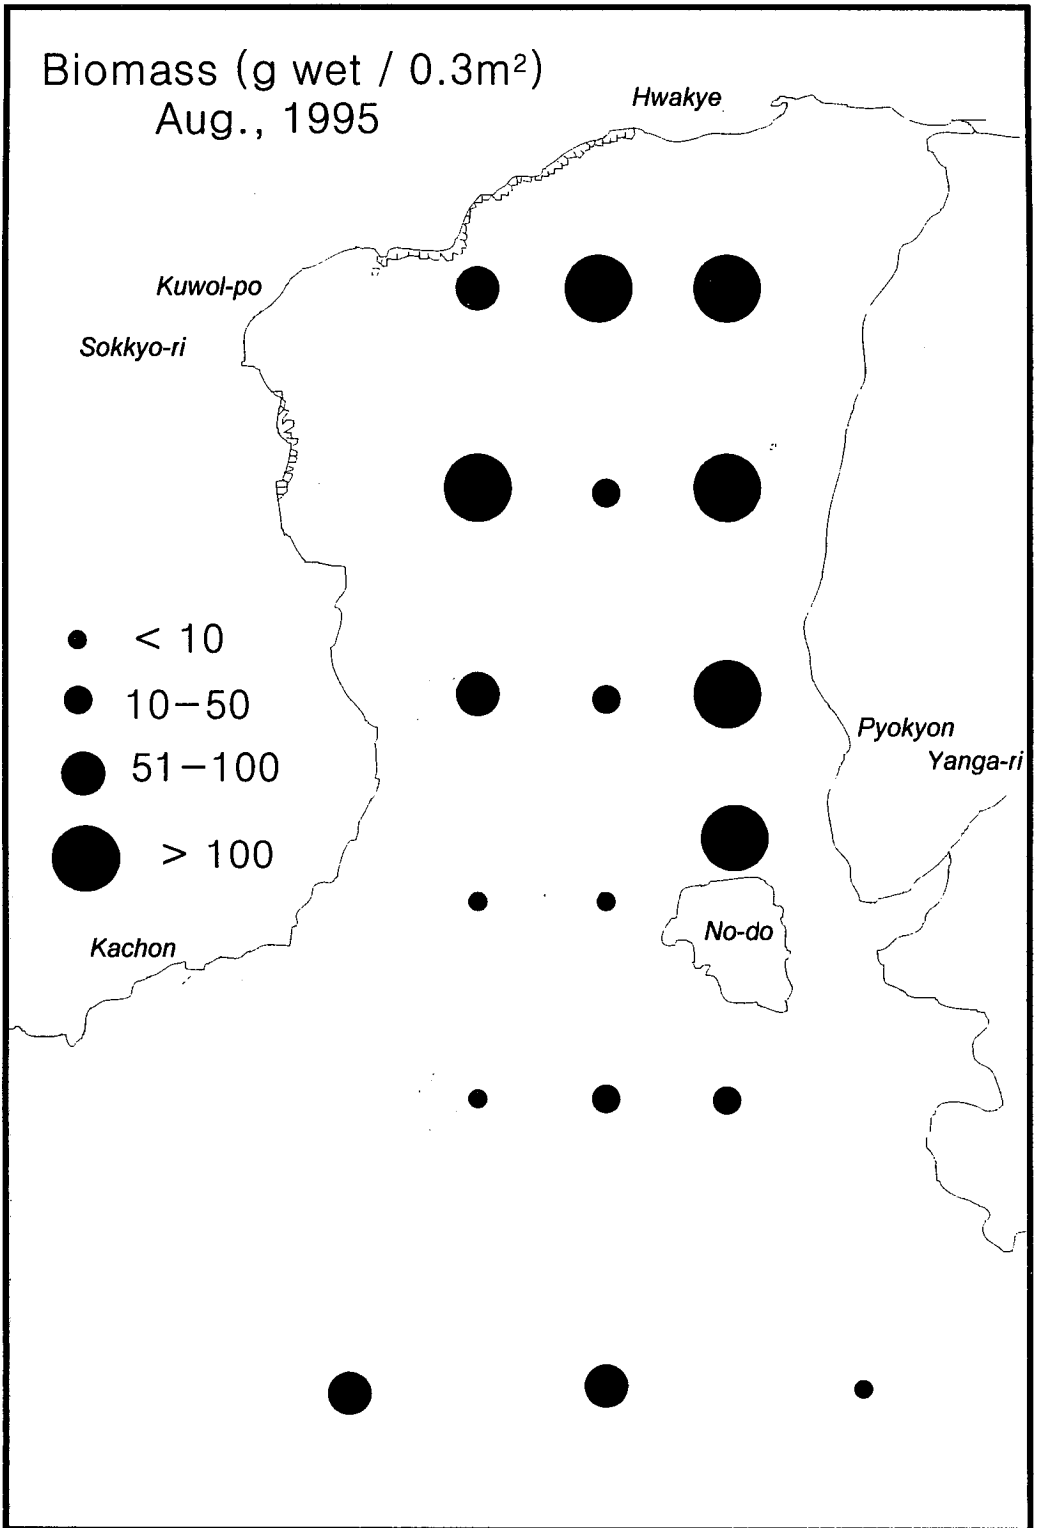 Biomass (g wet / 0.3m²)
Aug., 1995
Hwakye
Kuwol-po
Sokkyo-ri
< 10
10-50
51-100
> 100
Pyokyon
Yanga-ri
No-do
Kachon